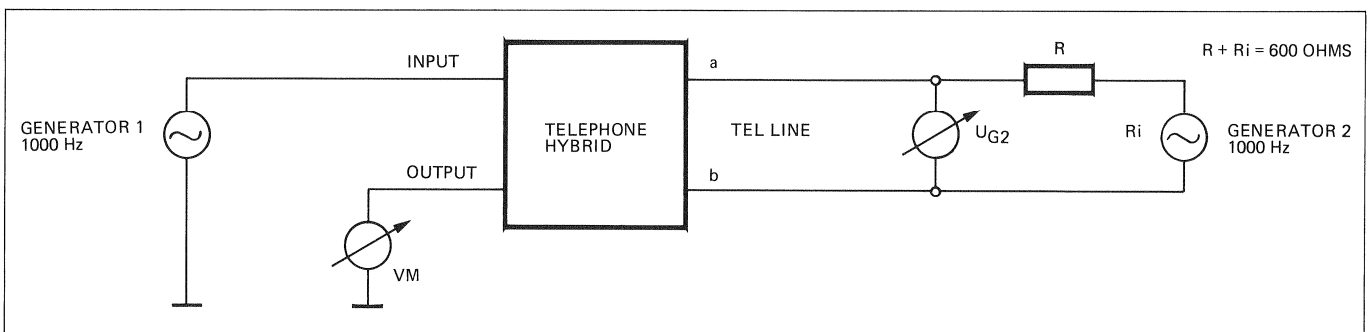 INPUT
a
R
R + Ri = 600 OHMS
GENERATOR 1
1000 Hz
TELEPHONE
HYBRID
TEL LINE
UG2
Ri
GENERATOR 2
1000 Hz
OUTPUT
b
VM